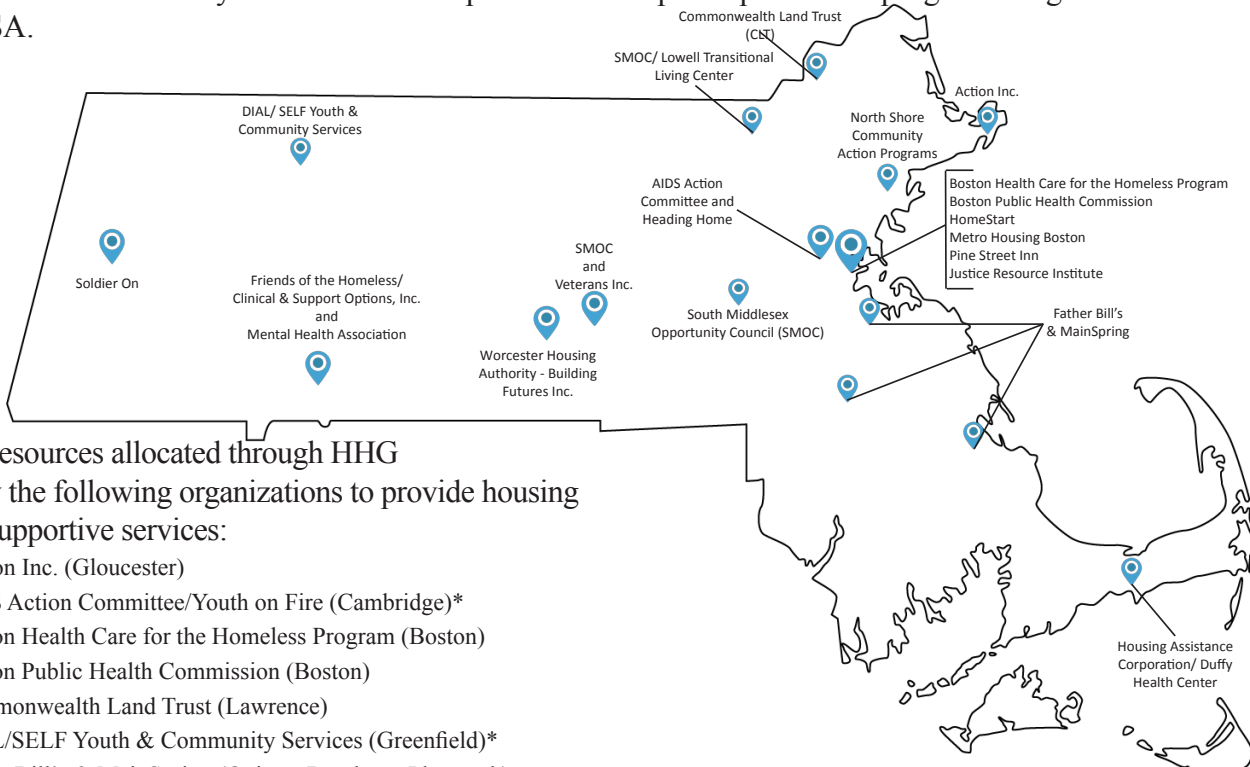 SA.
Commonwealth Land Trust
(CLT)
SMOC/ Lowell Transitional
Living Center
Action Inc.
DIAL/ SELF Youth &
Community Services
North Shore
Community
Action Programs
AIDS Action
Committee and
Heading Home
Boston Health Care for the Homeless Program
Boston Public Health Commission
HomeStart
Metro Housing Boston
Pine Street Inn
Justice Resource Institute
Soldier On
SMOC
and
Veterans Inc.
Friends of the Homeless/
Clinical & Support Options, Inc.
and
Mental Health Association
South Middlesex
Opportunity Council (SMOC)
Father Bill's
& MainSpring
Worcester Housing
Authority - Building
Futures Inc.
Housing Assistance
Corporation/ Duffy
Health Center
esources allocated through HHG
the following organizations to provide housing
upportive services:
on Inc. (Gloucester)
Action Committee/Youth on Fire (Cambridge)*
on Health Care for the Homeless Program (Boston)
on Public Health Commission (Boston)
monwealth Land Trust (Lawrence)
L/SELF Youth & Community Services (Greenfield)*